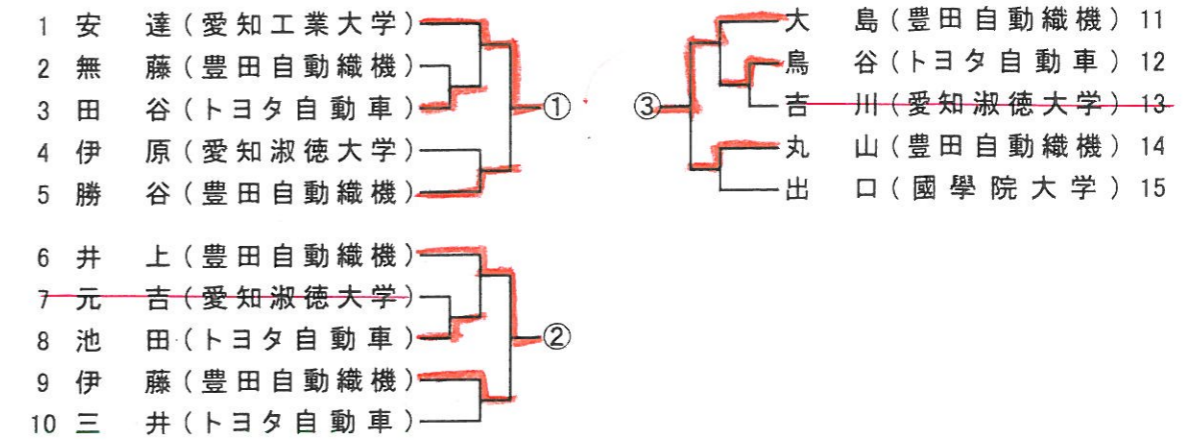 1 安 達(愛知工業大学)
2 無 藤(豊田自動織機)
3 田 谷(トヨタ自動車)
①
4 伊 原(愛知淑徳大学)
5 勝 谷(豊田自動織機)
6 井 上(豊田自動織機)
7 元 吉(愛知淑徳大学)
8 池 田(トヨタ自動車)
②
9 伊 藤(豊田自動織機)
10 三 井(トヨタ自動車)
大 島(豊田自動織機) 11
鳥 谷(トヨタ自動車) 12
③
吉 川(愛知淑徳大学) 13
丸 山(豊田自動織機) 14
出 口(國學院大学) 15